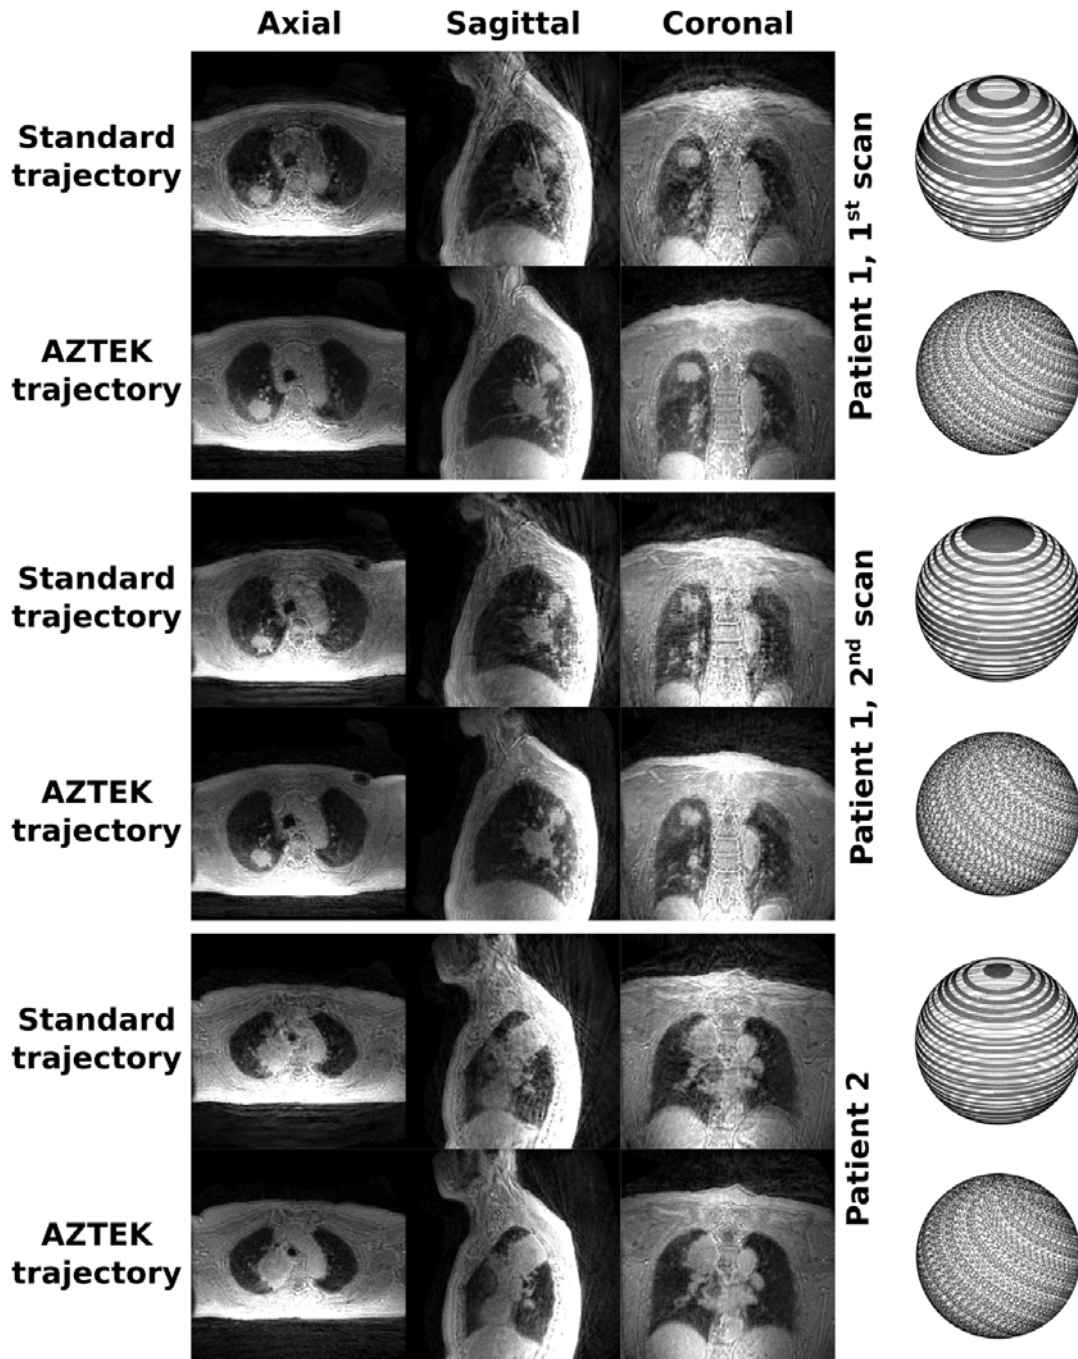 Axial Sagittal Coronal
Standard
trajectory
AZTEK
trajectory
Patient 1, 1st scan
Standard
trajectory
AZTEK
trajectory
Patient 1, 2nd scan
Standard
trajectory
AZTEK
trajectory
Patient 2